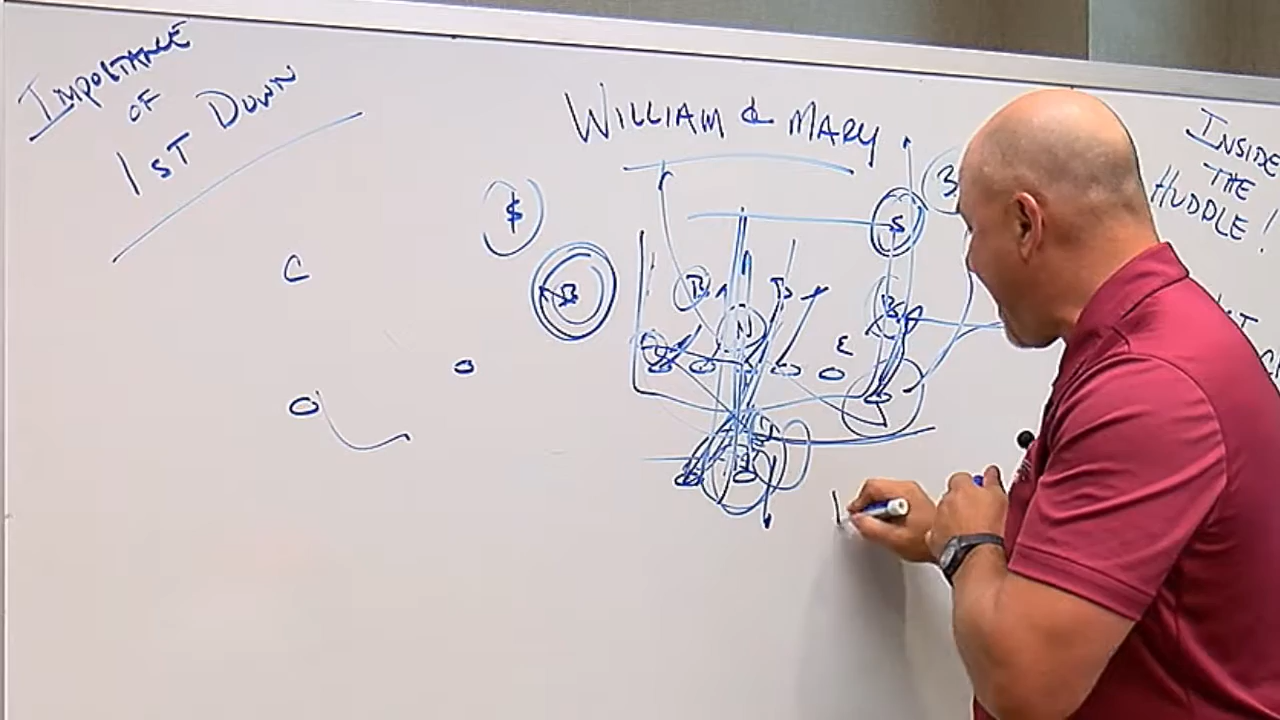 IMPORTANCE
OF
1ST DOWN
WILLIAM & MARY
INSIDE
THE
HUDDLE!
$
S
B
B
B
B
N
E
C